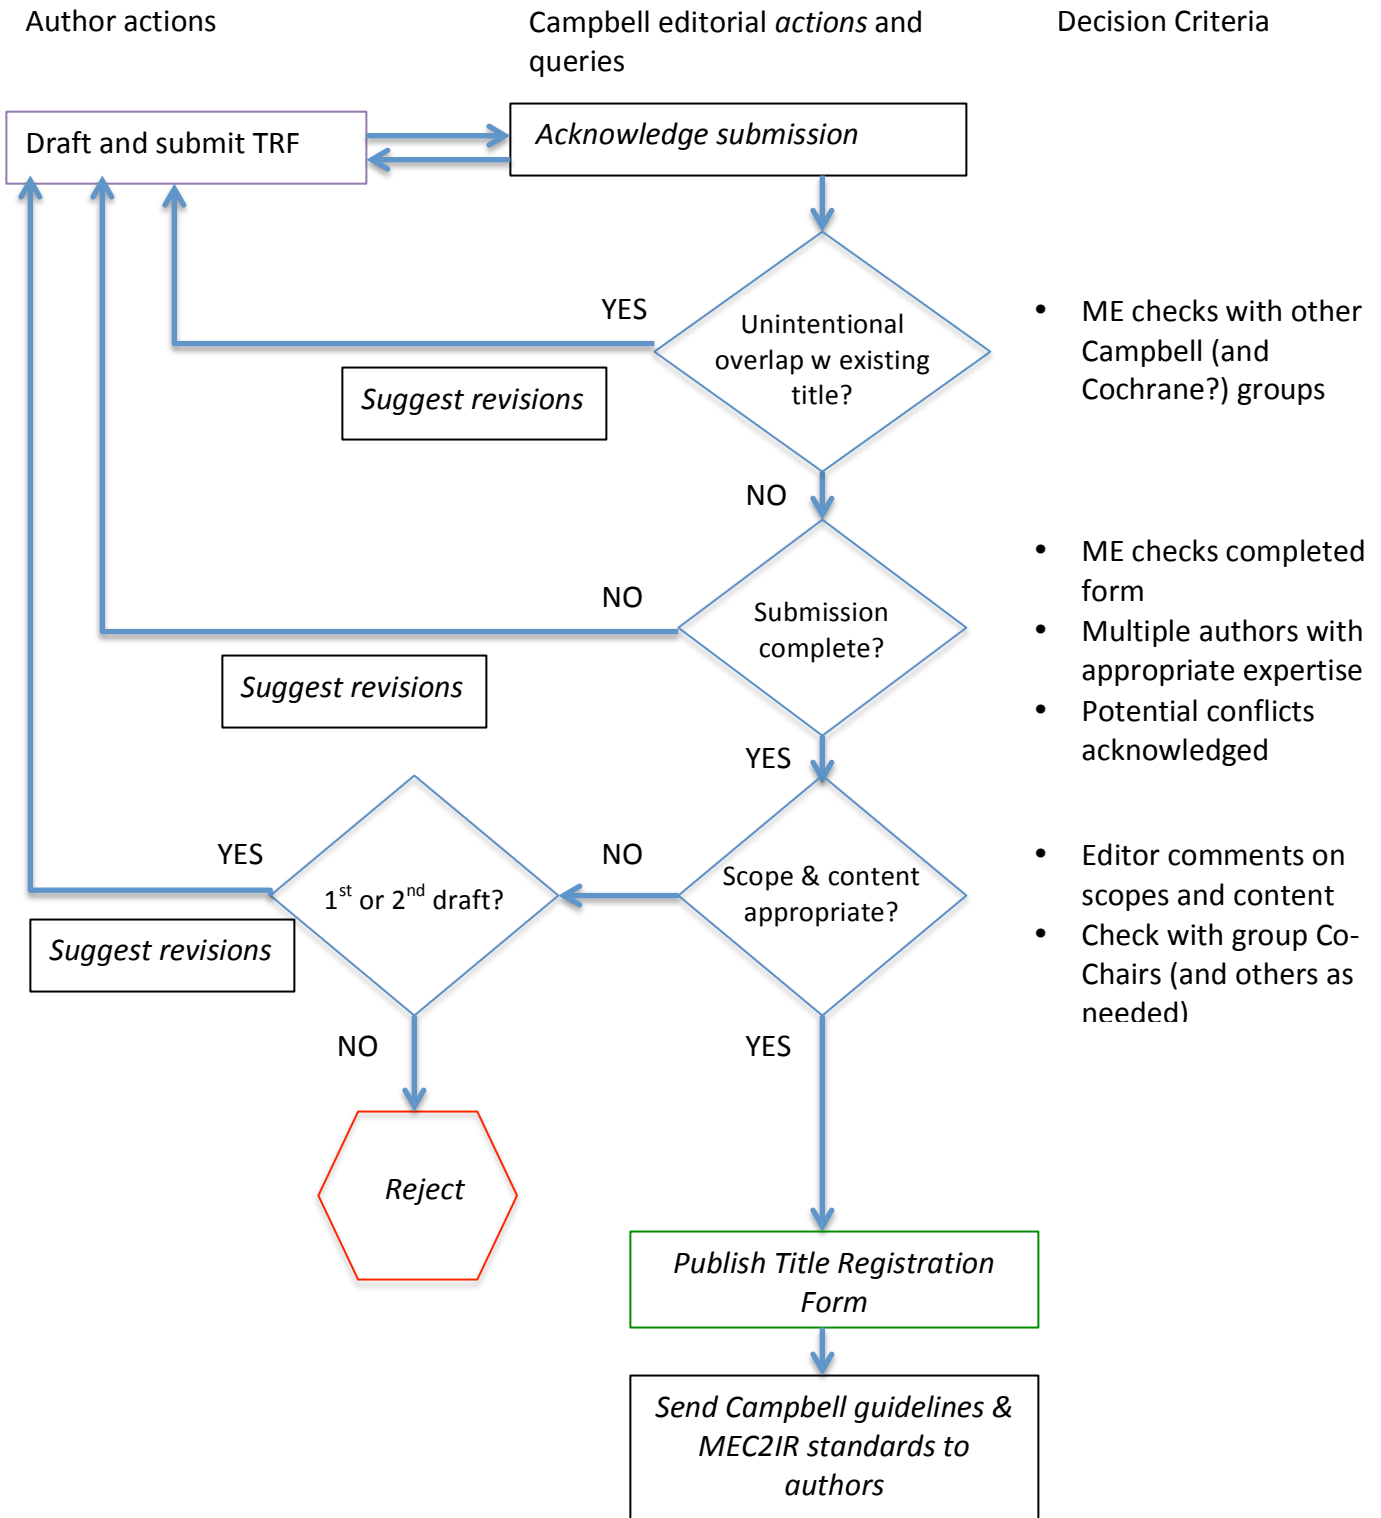 Author actions
Campbell editorial actions and
queries
Decision Criteria
Draft and submit TRF
Acknowledge submission
YES
Unintentional
overlap w existing
title?
Suggest revisions
• ME checks with other
Campbell (and
Cochrane?) groups
NO
NO
Submission
complete?
Suggest revisions
• ME checks completed
form
• Multiple authors with
appropriate expertise
• Potential conflicts
acknowledged
YES
YES
1st or 2nd draft?
NO
Scope & content
appropriate?
Suggest revisions
• Editor comments on
scopes and content
• Check with group Co-
Chairs (and others as
needed)
NO
YES
Reject
Publish Title Registration
Form
Send Campbell guidelines &
MEC2IR standards to
authors